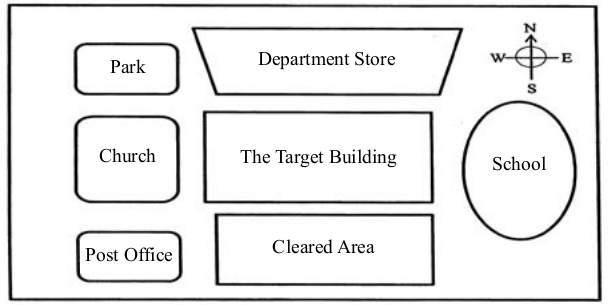 Park
Department Store
N
W
E
S
Church
The Target Building
School
Post Office
Cleared Area